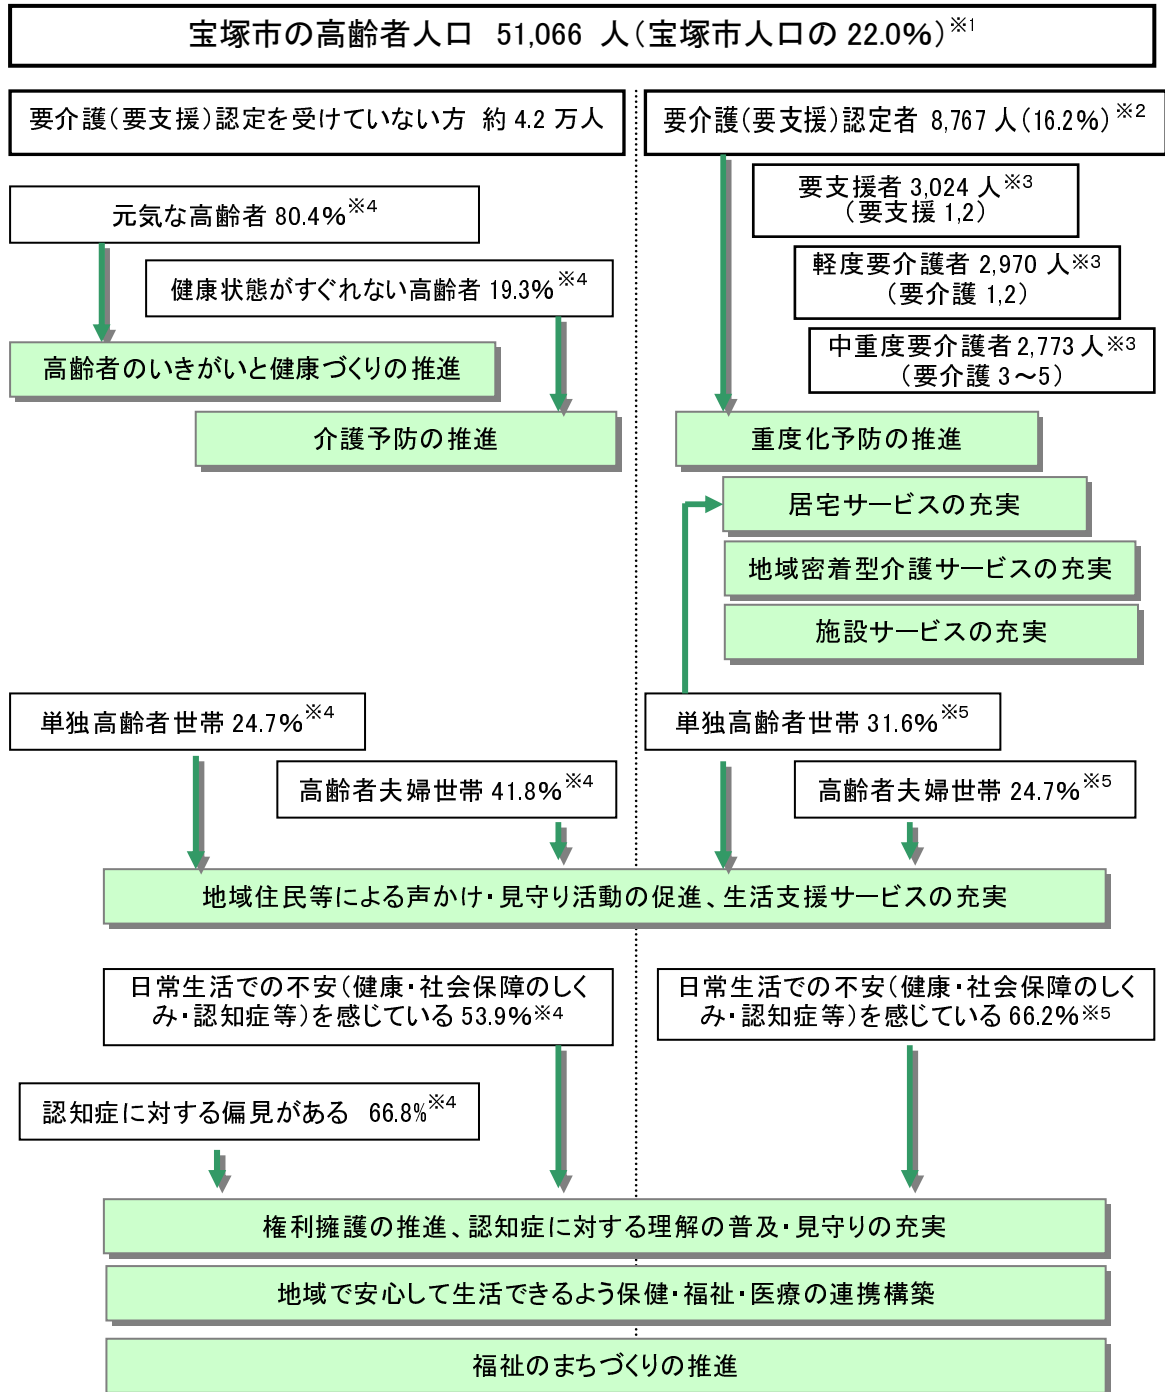 宝塚市の高齢者人口 51,066 人（宝塚市人口の 22.0%）※1
要介護（要支援）認定を受けていない方 約 4.2 万人
要介護（要支援）認定者 8,767 人（16.2%）※2
要支援者 3,024 人※3
（要支援 1,2）
元気な高齢者 80.4%※4
軽度要介護者 2,970 人※3
（要介護 1,2）
健康状態がすぐれない高齢者 19.3%※4
中重度要介護者 2,773 人※3
（要介護 3～5）
高齢者のいきがいと健康づくりの推進
介護予防の推進
重度化予防の推進
居宅サービスの充実
地域密着型介護サービスの充実
施設サービスの充実
単独高齢者世帯 24.7%※4
単独高齢者世帯 31.6%※5
高齢者夫婦世帯 41.8%※4
高齢者夫婦世帯 24.7%※5
地域住民等による声かけ・見守り活動の促進、生活支援サービスの充実
日常生活での不安（健康・社会保障のしく
み・認知症等）を感じている 53.9%※4
日常生活での不安（健康・社会保障のしく
み・認知症等）を感じている 66.2%※5
認知症に対する偏見がある 66.8%※4
権利擁護の推進、認知症に対する理解の普及・見守りの充実
地域で安心して生活できるよう保健・福祉・医療の連携構築
福祉のまちづくりの推進